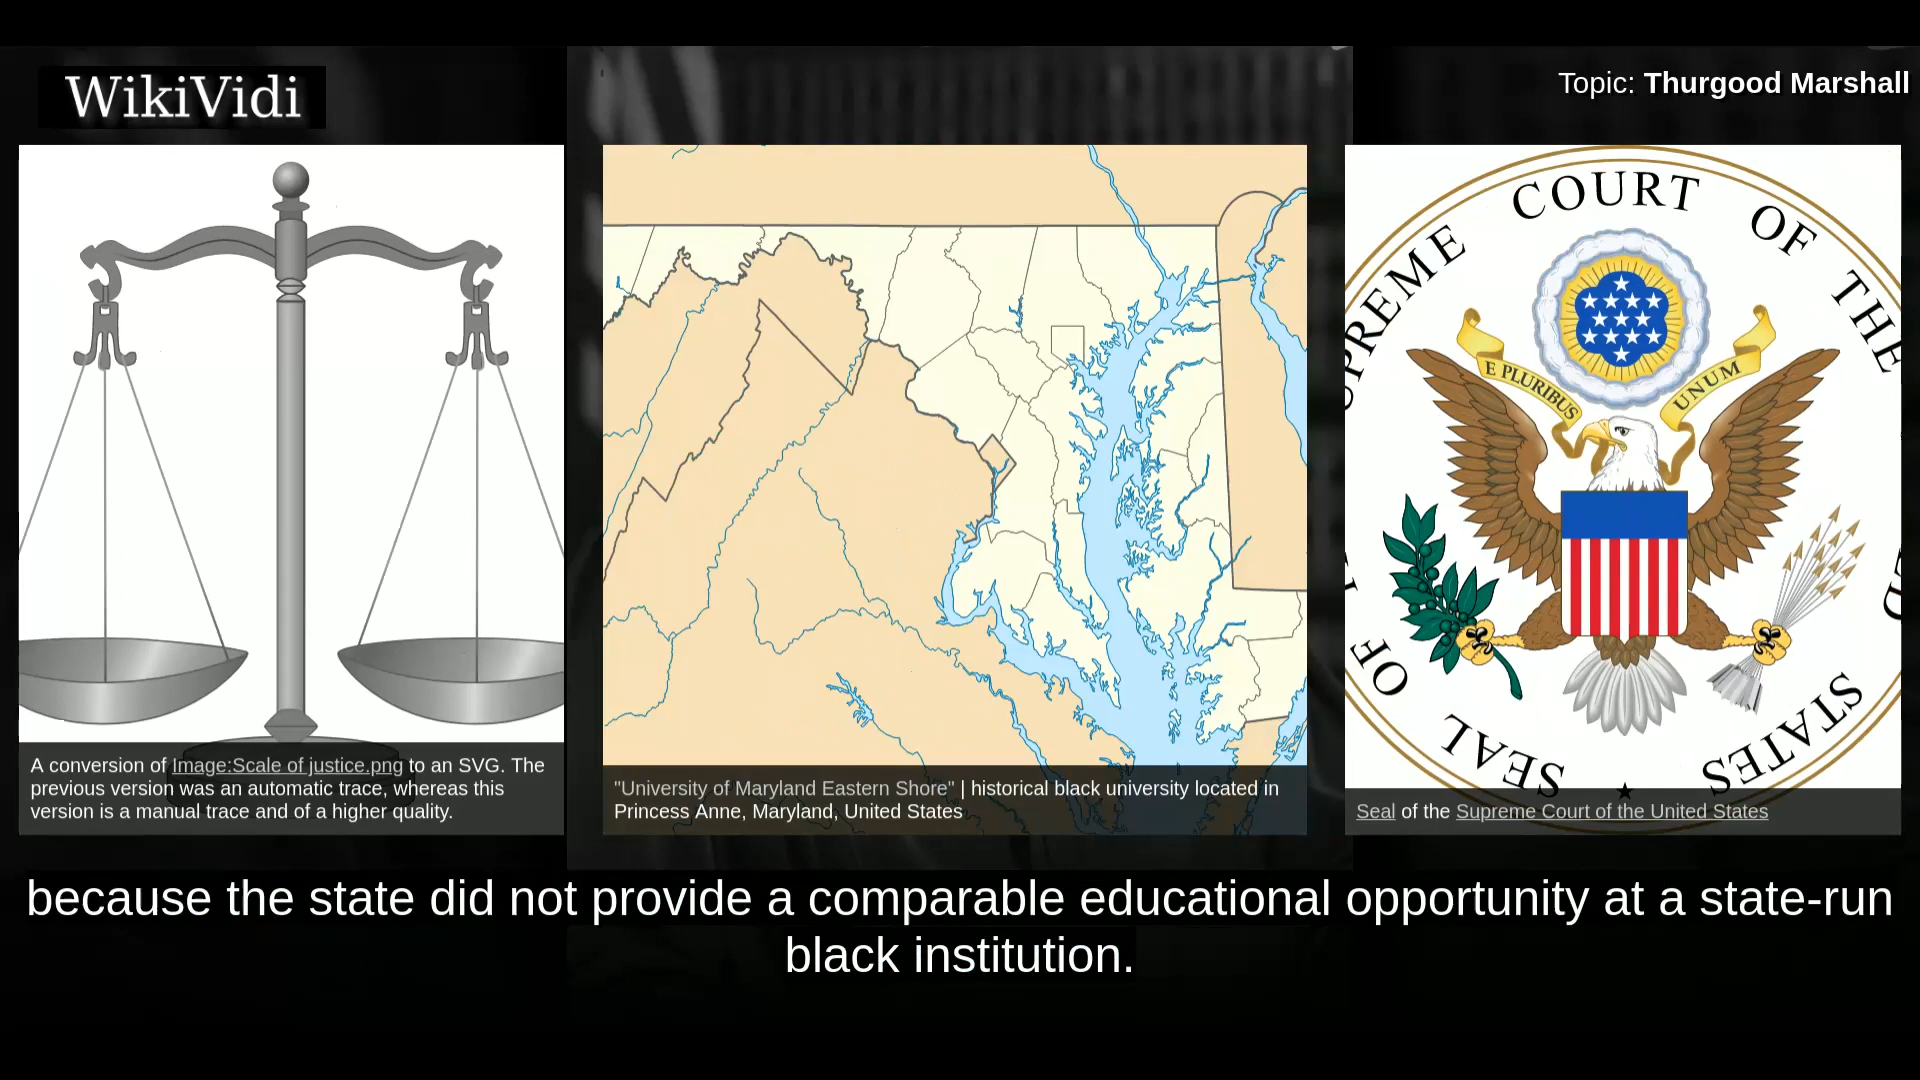 WikiVidi
Topic: Thurgood Marshall
COURT OF THE
PREME
E PLURIBUS
UNUM
SEAL OF
STATES
A conversion of Image:Scale of justice.png to an SVG. The
previous version was an automatic trace, whereas this
version is a manual trace and of a higher quality.
"University of Maryland Eastern Shore" | historical black university located in
Princess Anne, Maryland, United States
Seal of the Supreme Court of the United States
because the state did not provide a comparable educational opportunity at a state-run
black institution.